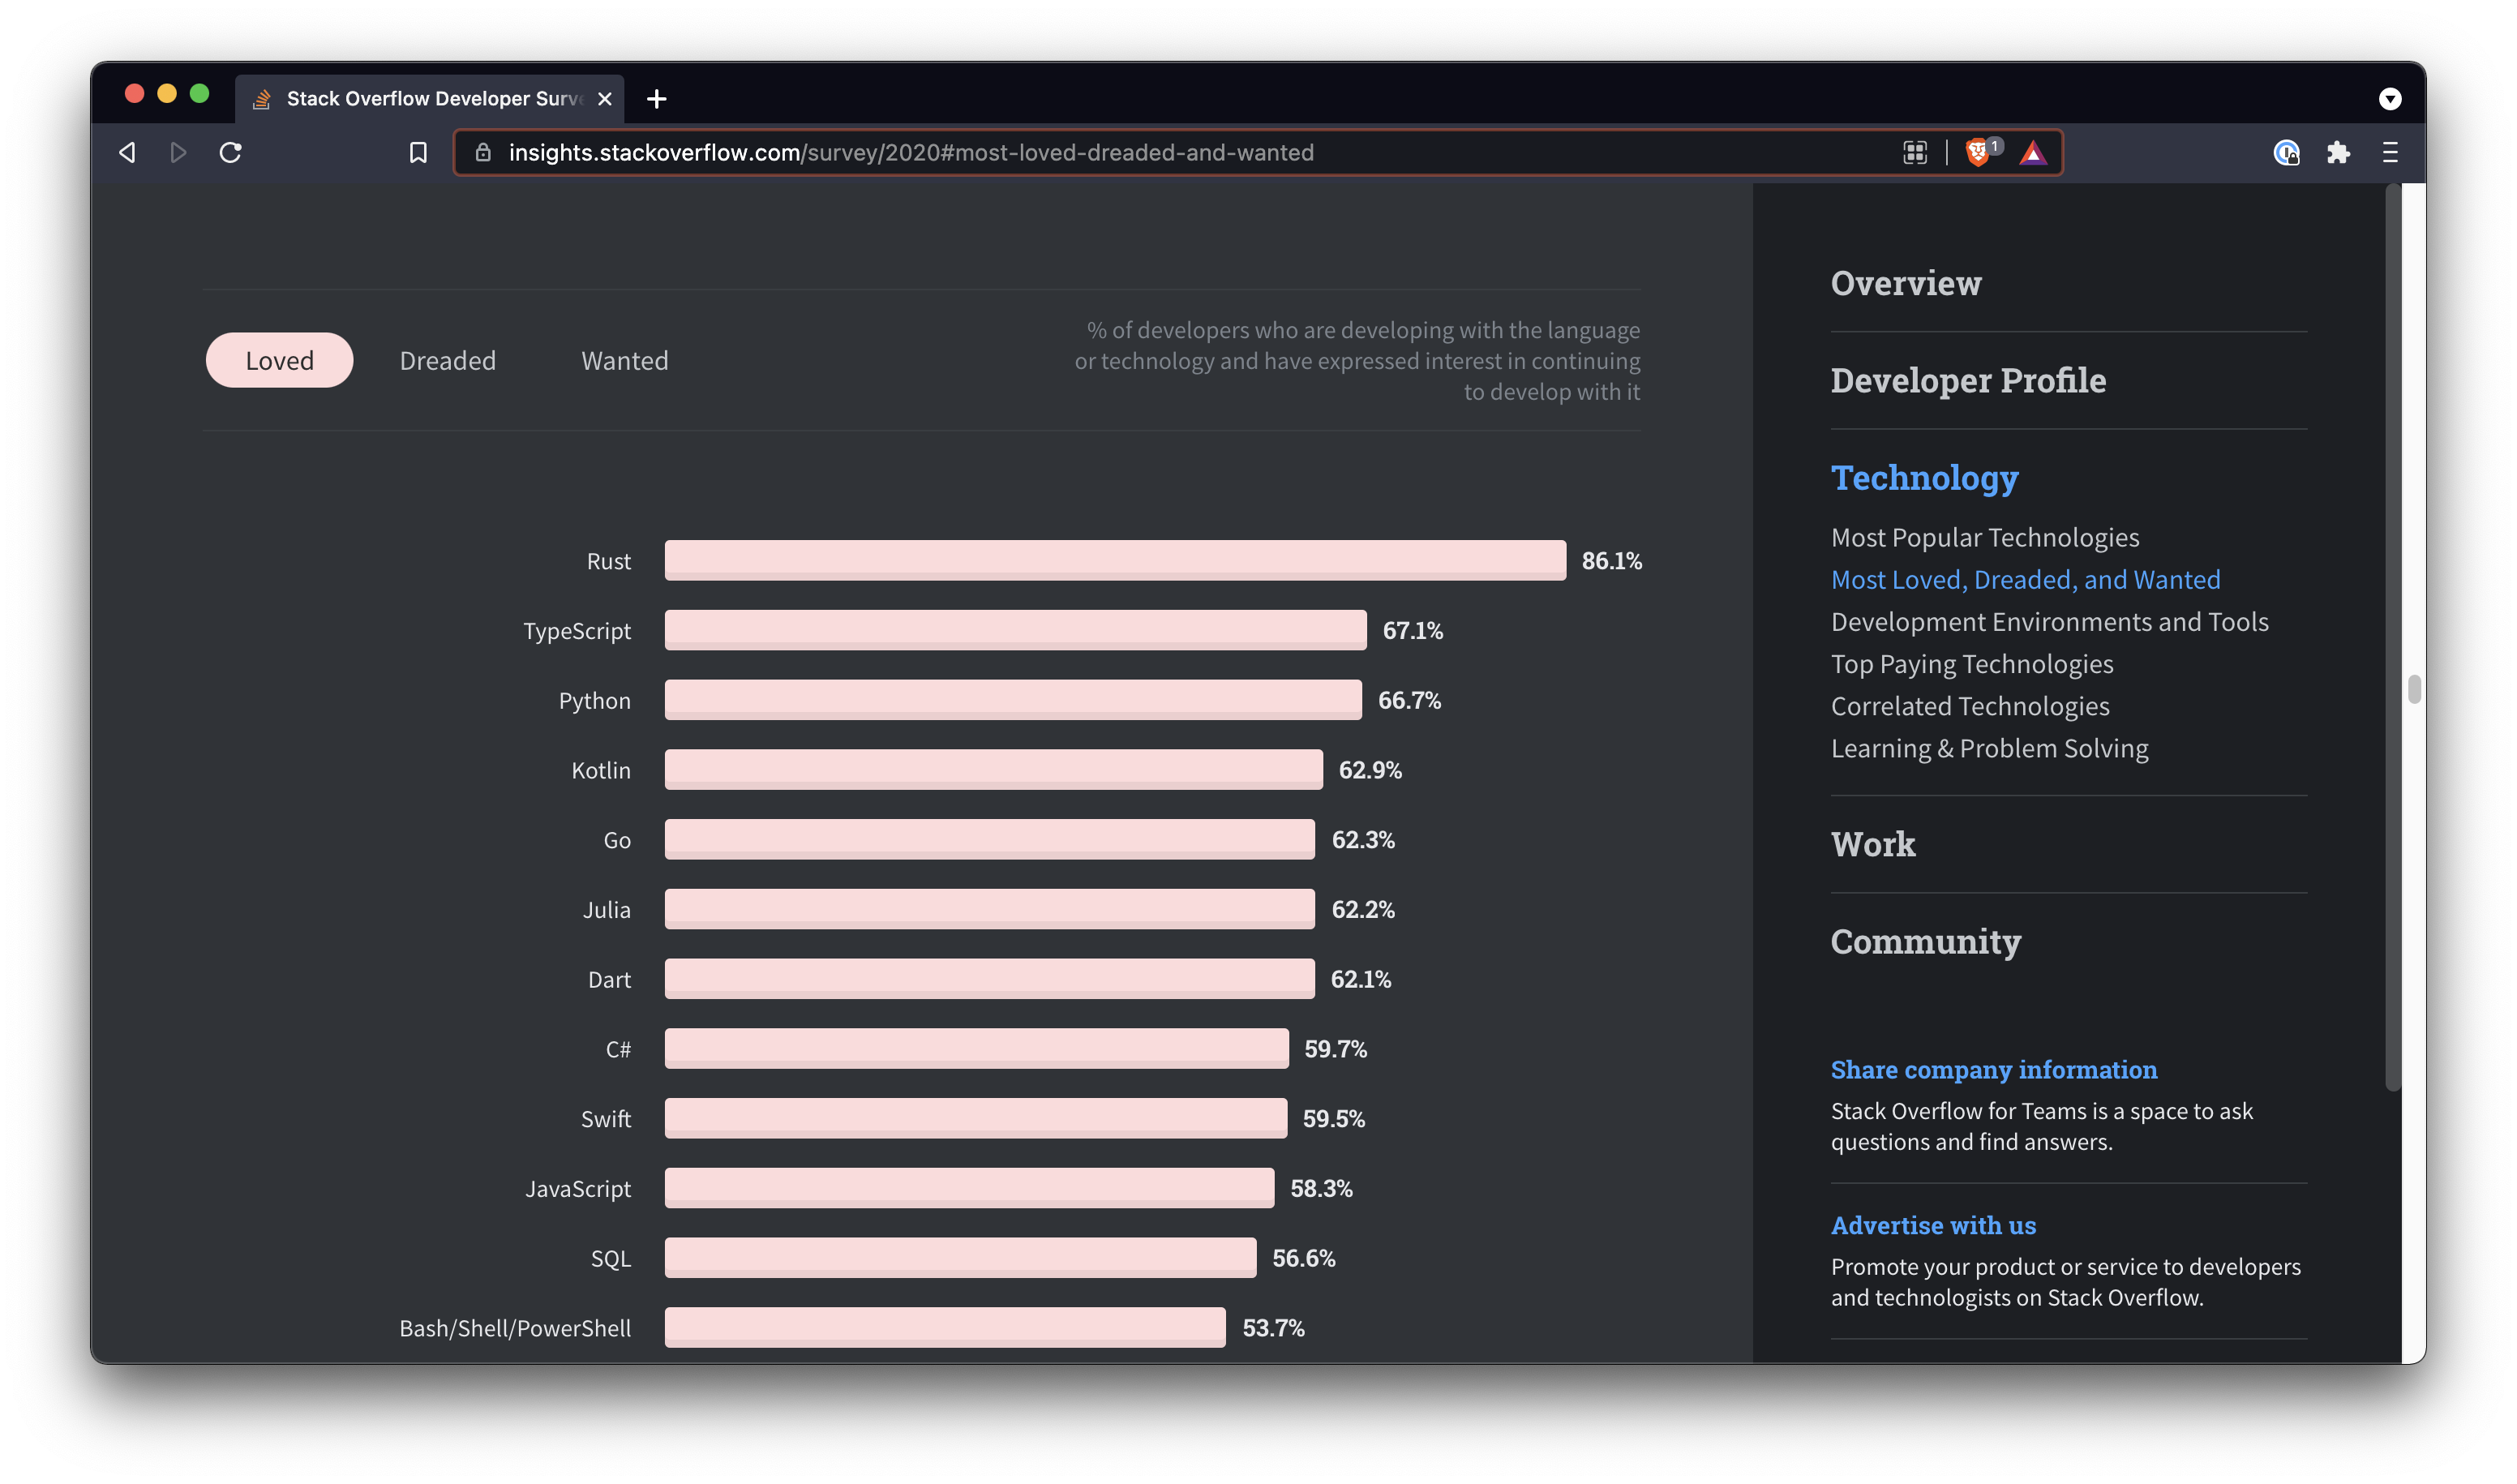 Stack Overflow Developer Surv
insights.stackoverflow.com/survey/2020#most-loved-dreaded-and-wanted
1
Loved
Dreaded
Wanted
% of developers who are developing with the language
or technology and have expressed interest in continuing
to develop with it
Rust 86.1%
TypeScript 67.1%
Python 66.7%
Kotlin 62.9%
Go 62.3%
Julia 62.2%
Dart 62.1%
C# 59.7%
Swift 59.5%
JavaScript 58.3%
SQL 56.6%
Bash/Shell/PowerShell 53.7%
Overview
Developer Profile
Technology
Most Popular Technologies
Most Loved, Dreaded, and Wanted
Development Environments and Tools
Top Paying Technologies
Correlated Technologies
Learning & Problem Solving
Work
Community
Share company information
Stack Overflow for Teams is a space to ask
questions and find answers.
Advertise with us
Promote your product or service to developers
and technologists on Stack Overflow.